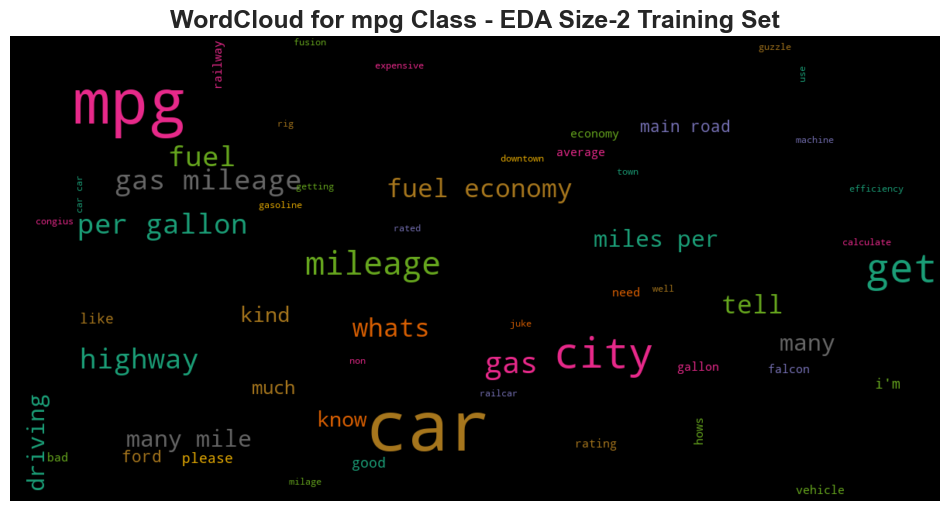 WordCloud for mpg Class - EDA Size-2 Training Set
fusion
guzzle
railway
expensive
use
mpg
rig
main road
economy
machine
fuel
average
downtown
gas mileage
town
car car
getting
fuel economy
efficiency
gasoline
congius
per gallon
rated
miles per
calculate
mileage
get
need
well
tell
like
kind
juke
whats
many
highway
city
non
gas
gallon
falcon
much
i'm
railcar
driving
know
car
hows
many mile
rating
bad
ford
please
good
milage
vehicle